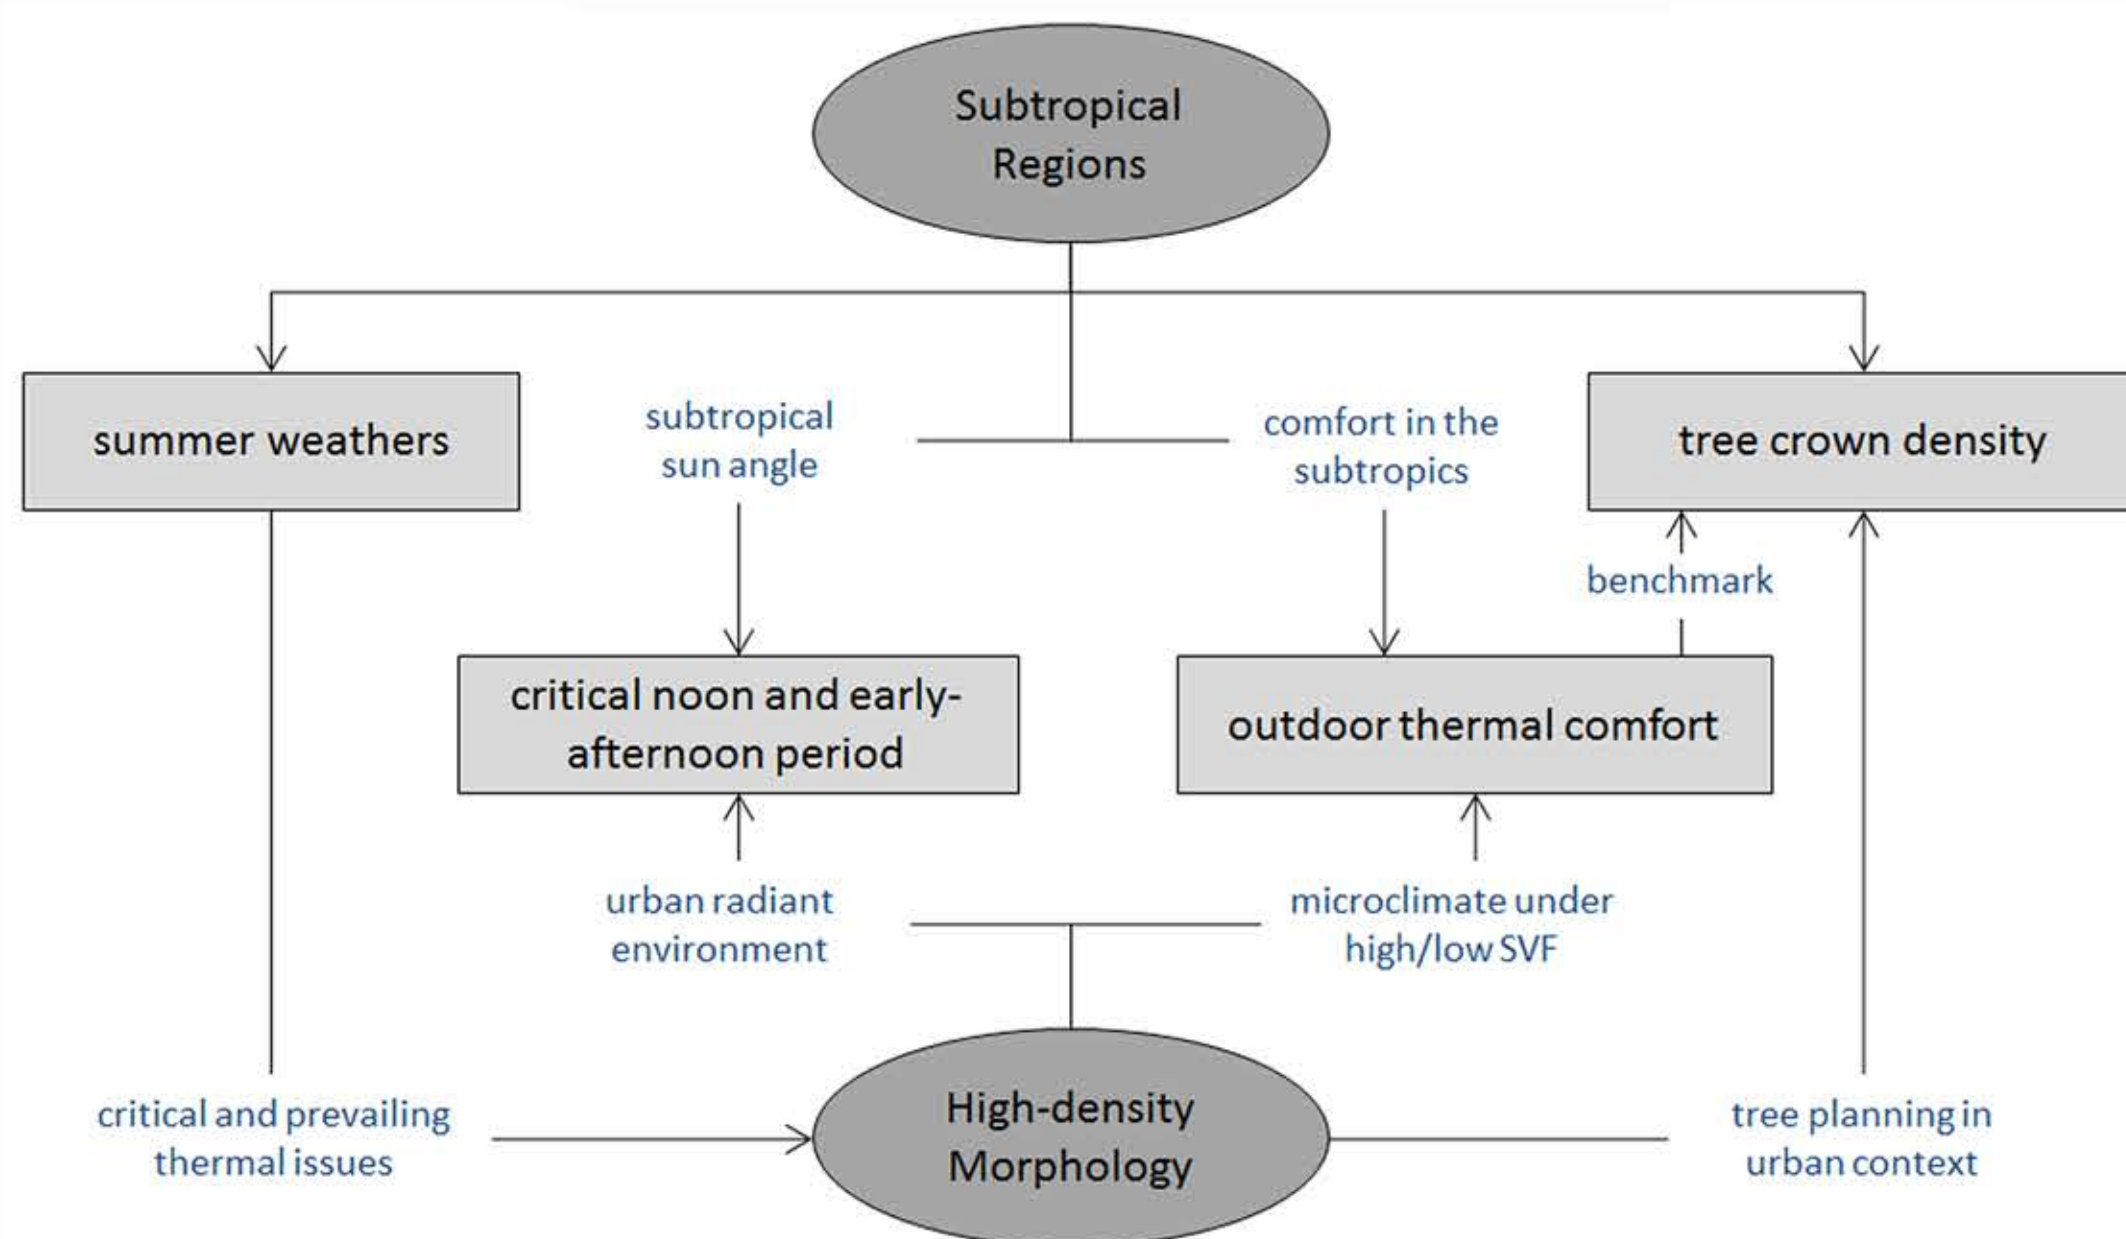 Subtropical
Regions
summer weathers
subtropical
sun angle
comfort in the
subtropics
tree crown density
benchmark
critical noon and early-
afternoon period
outdoor thermal comfort
urban radiant
environment
microclimate under
high/low SVF
critical and prevailing
thermal issues
High-density
Morphology
tree planning in
urban context